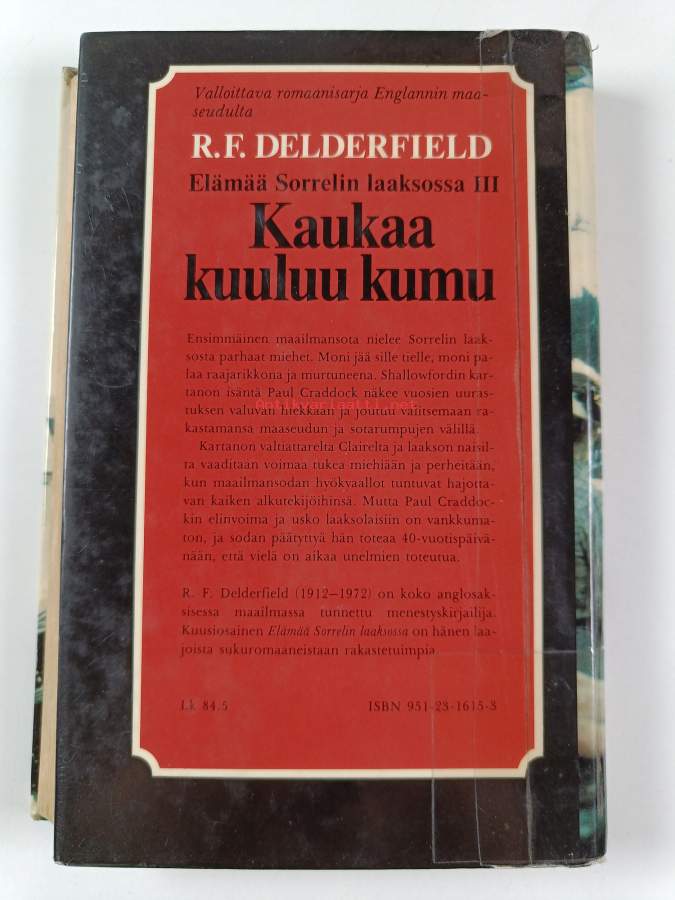 Valloittava romaanisarja Englannin maa-
seudulta
R.F. DELDERFIELD
Elämää Sorrelin laaksossa III
Kaukaa
kuuluu kumu
Ensimmäinen maailmansota nielee Sorrelin laak-
sosta parhaat miehet. Moni jää sille tielle, moni pa-
laa raajarikkona ja murtuneena. Shallowfordin kar-
tanon isäntä Paul Craddock näkee vuosien uuras-
antikvariaatti.net
tuksen valuvan hiekkaan ja joutuu valitsemaan ra-
kastamansa maaseudun ja sotarumpujen välillä.
Kartanon valtiattarelta Clairelta ja laakson naisil-
ta vaaditaan voimaa tukea miehiään ja perheitään,
kun maailmansodan hyökyaallot tuntuvat hajotta-
van kaiken alkutekijöihinsä. Mutta Paul Craddoc-
kin elinvoima ja usko laaksolaisiin on vankkuma-
ton, ja sodan päätyttyä hän toteaa 40-vuotispäivä-
nään, että vielä on aikaa unelmien toteutua.
R. F. Delderfield (1912–1972) on koko anglosak-
sisessa maailmassa tunnettu menestyskirjailija.
Kuusiosainen Elämää Sorrelin laaksossa on hänen laa-
joista sukuromaaneistaan rakastetuimpia.
Lk 84.5 ISBN 951-23-1615-3